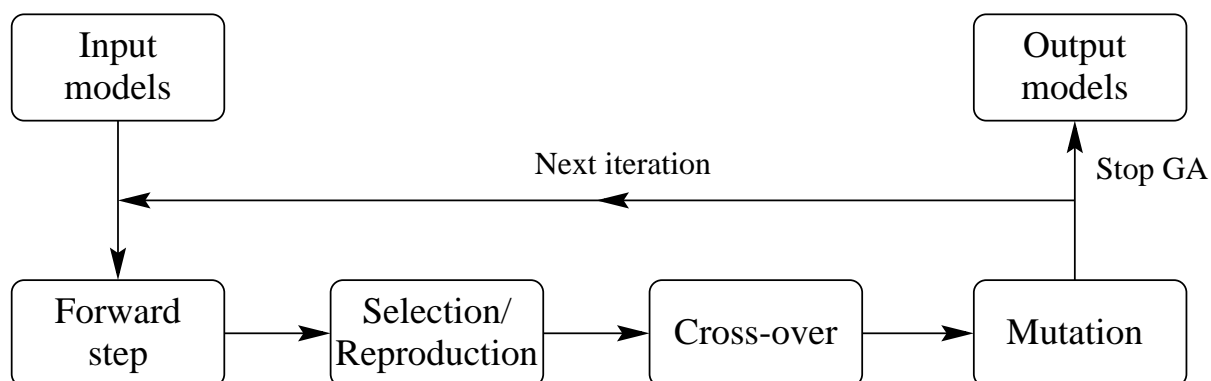 Input
models
Output
models
Next iteration
Stop GA
Forward
step
Selection/
Reproduction
Cross-over
Mutation